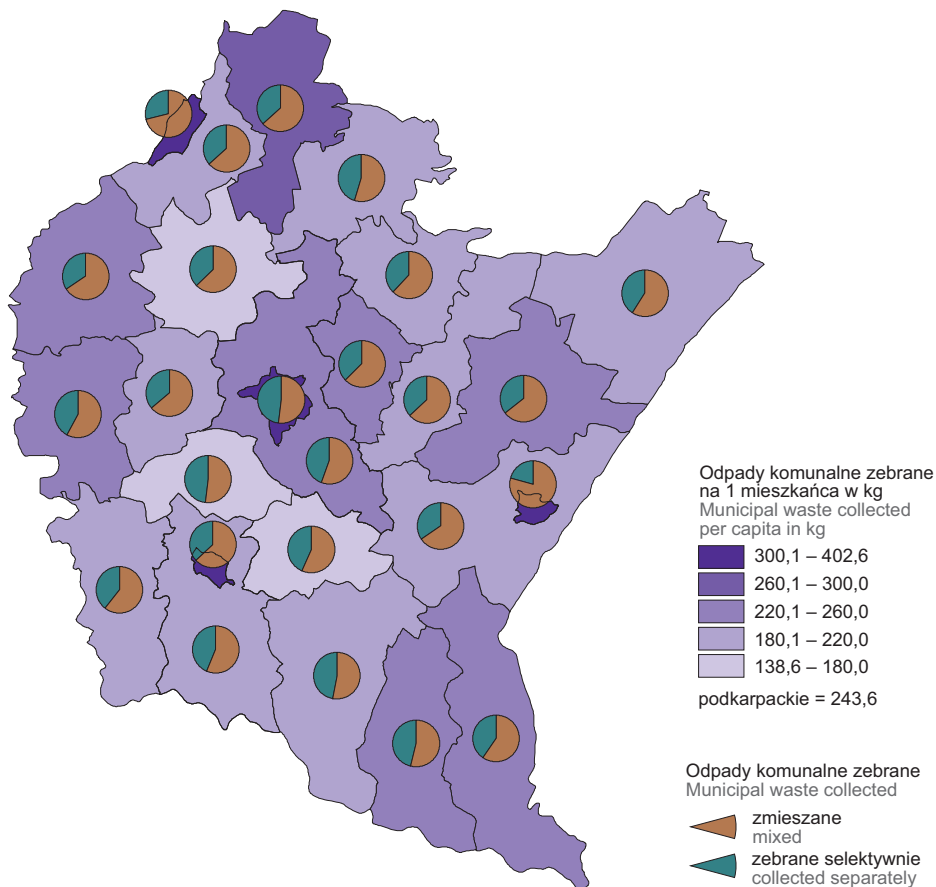 Odpady komunalne zebrane
na 1 mieszkańca w kg
Municipal waste collected
per capita in kg
300,1 – 402,6
260,1 – 300,0
220,1 – 260,0
180,1 – 220,0
138,6 – 180,0
podkarpackie = 243,6
Odpady komunalne zebrane
Municipal waste collected
zmieszane
mixed
zebrane selektywnie
collected separately